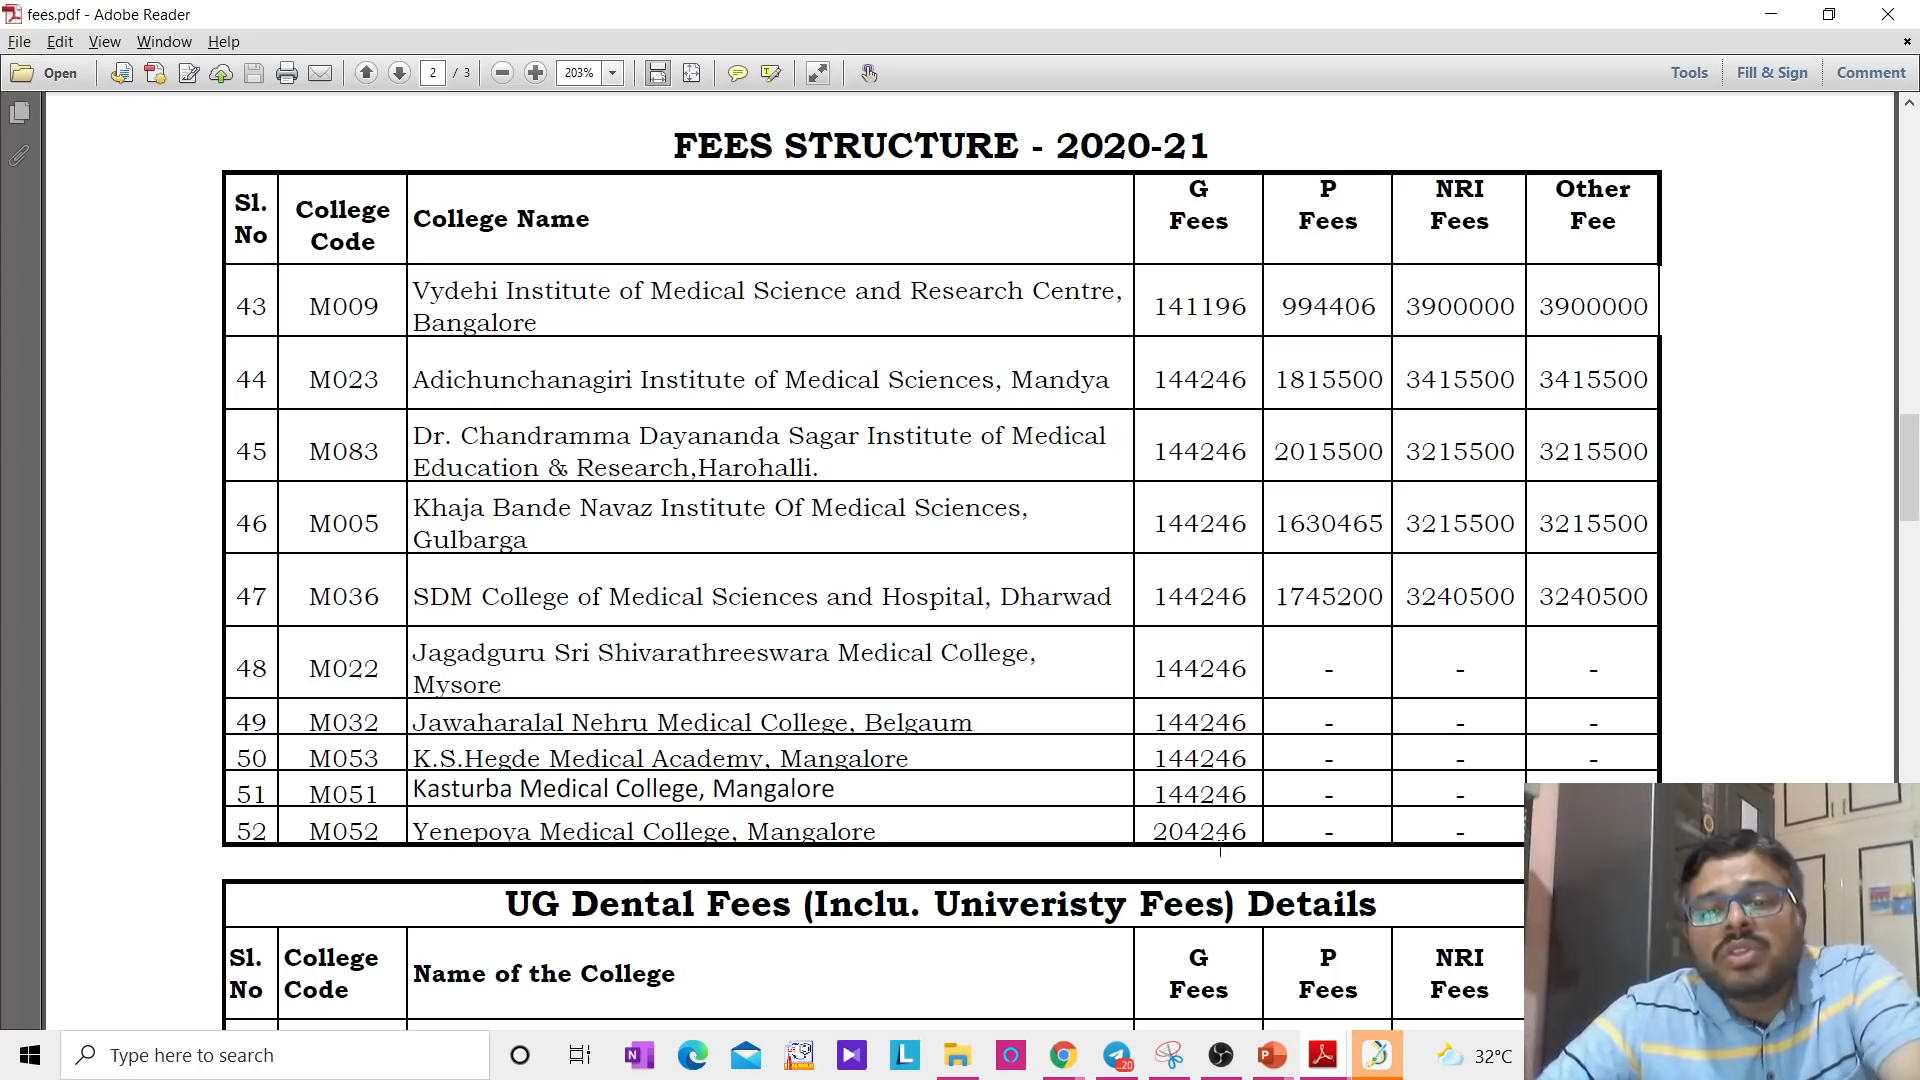 fees.pdf - Adobe Reader
File Edit View Window Help
Open 2 / 3 203% Tools Fill & Sign Comment
FEES STRUCTURE - 2020-21
Sl. No College Code College Name G Fees P Fees NRI Fees Other Fee
43 M009 Vydehi Institute of Medical Science and Research Centre, Bangalore 141196 994406 3900000 3900000
44 M023 Adichunchanagiri Institute of Medical Sciences, Mandya 144246 1815500 3415500 3415500
45 M083 Dr. Chandramma Dayananda Sagar Institute of Medical Education & Research,Harohalli. 144246 2015500 3215500 3215500
46 M005 Khaja Bande Navaz Institute Of Medical Sciences, Gulbarga 144246 1630465 3215500 3215500
47 M036 SDM College of Medical Sciences and Hospital, Dharwad 144246 1745200 3240500 3240500
48 M022 Jagadguru Sri Shivarathreeswara Medical College, Mysore 144246 - - -
49 M032 Jawaharalal Nehru Medical College, Belgaum 144246 - - -
50 M053 K.S.Hegde Medical Academy, Mangalore 144246 - - -
51 M051 Kasturba Medical College, Mangalore 144246 - -
52 M052 Yenepoya Medical College, Mangalore 204246 - -
UG Dental Fees (Inclu. Univeristy Fees) Details
Sl. No College Code Name of the College G Fees P Fees NRI Fees
Type here to search 20 32°C